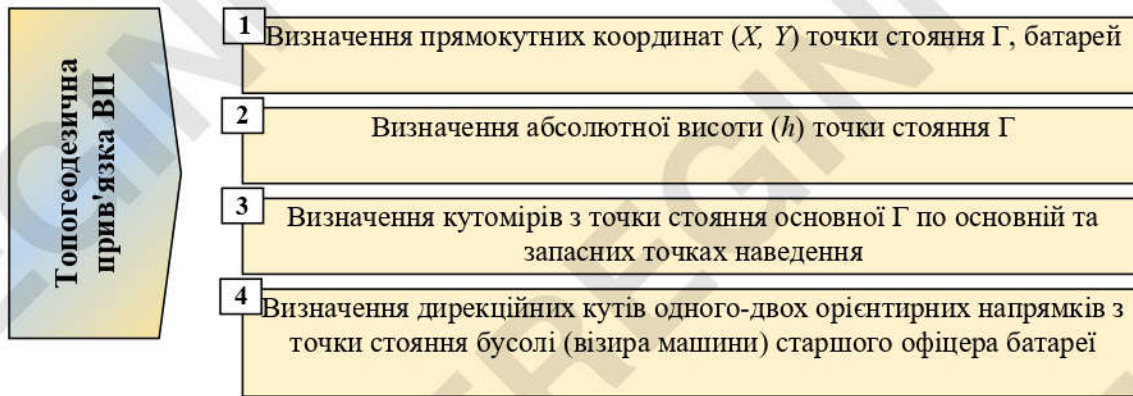 Топогеодезична
прив'язка ВП
1
Визначення прямокутних координат (X, Y) точки стояння Г, батарей
2
Визначення абсолютної висоти (h) точки стояння Г
3
Визначення кутомірів з точки стояння основної Г по основній та
запасних точках наведення
4
Визначення дирекційних кутів одного-двох орієнтирних напрямків з
точки стояння бусолі (візира машини) старшого офіцера батареї